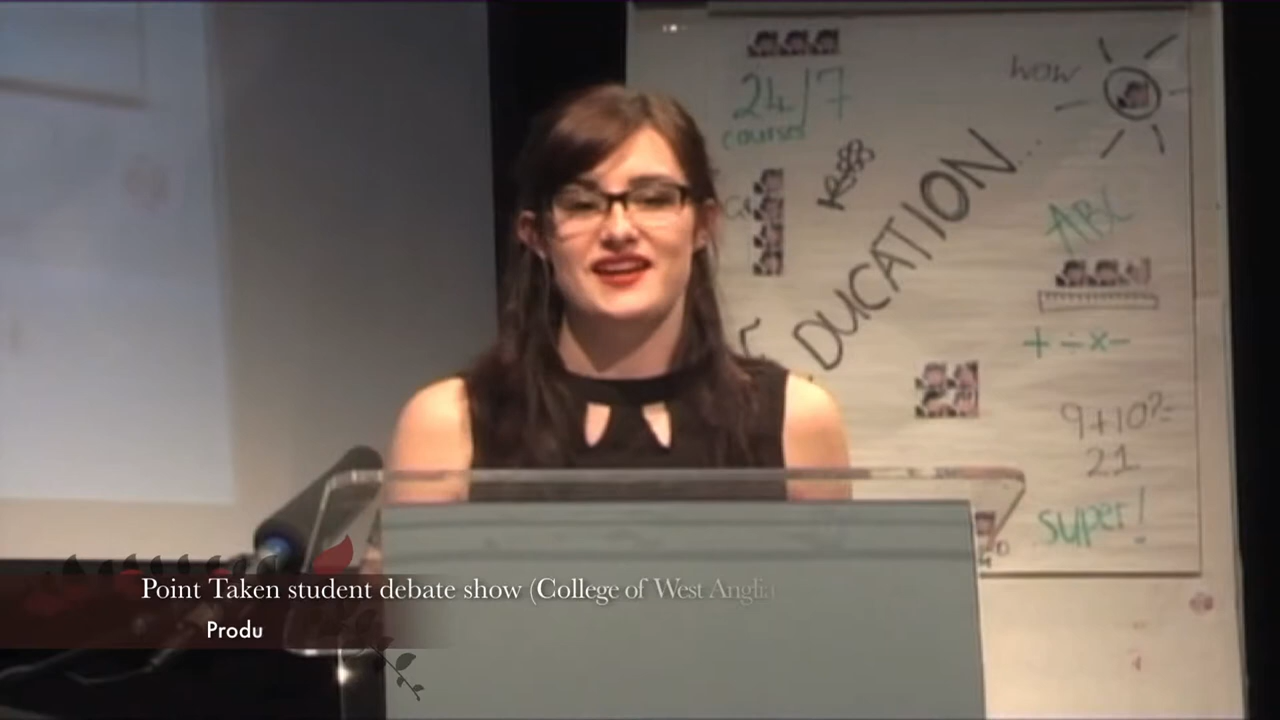 24/7
courses
WOW
EDUCATION...
ABC
+ ÷ x -
9+10?=
21
super!
Point Taken student debate show (College of West Anglia
Produ